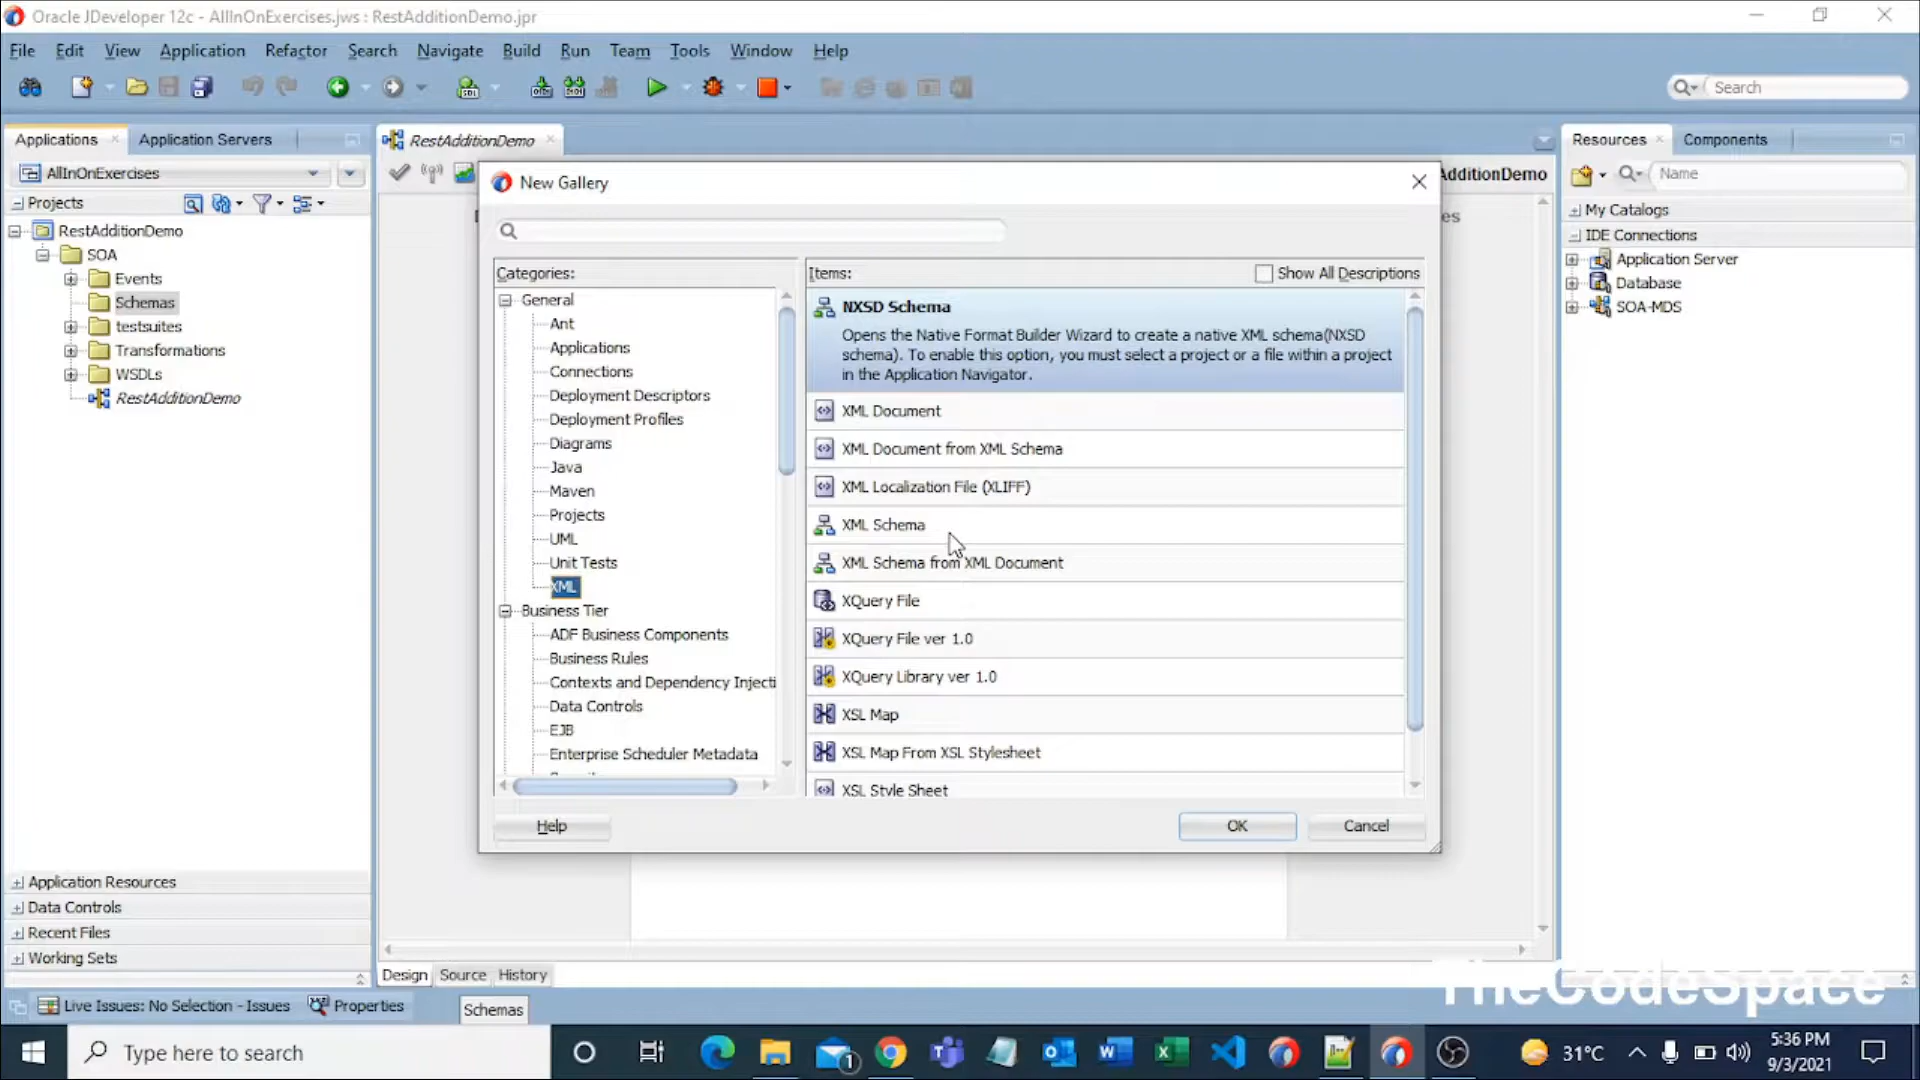 Oracle JDeveloper 12c - AllInOnExercises.jws : RestAdditionDemo.jpr
File Edit View Application Refactor Search Navigate Build Run Team Tools Window Help
Search
Applications
Application Servers
RestAdditionDemo
Resources
Components
AllInOnExercises
New Gallery
AdditionDemo
Name
Projects
My Catalogs
es
RestAdditionDemo
IDE Connections
SOA
Application Server
Events
Categories:
Items:
Show All Descriptions
Database
Schemas
General
NXSD Schema
SOA-MDS
testsuites
Ant
Opens the Native Format Builder Wizard to create a native XML schema(NXSD
schema). To enable this option, you must select a project or a file within a project
in the Application Navigator.
Transformations
Applications
WSDLs
Connections
RestAdditionDemo
Deployment Descriptors
XML Document
Deployment Profiles
Diagrams
XML Document from XML Schema
Java
Maven
XML Localization File (XLIFF)
Projects
XML Schema
UML
Unit Tests
XML Schema from XML Document
XML
XQuery File
Business Tier
ADF Business Components
XQuery File ver 1.0
Business Rules
Contexts and Dependency Injecti
XQuery Library ver 1.0
Data Controls
XSL Map
EJB
Enterprise Scheduler Metadata
XSL Map From XSL Stylesheet
XSL Style Sheet
Help
OK
Cancel
Application Resources
Data Controls
Recent Files
Working Sets
Design Source History
TheCodeSpace
Live Issues: No Selection - Issues
Properties
Schemas
Type here to search
1
31°C
5:36 PM
9/3/2021